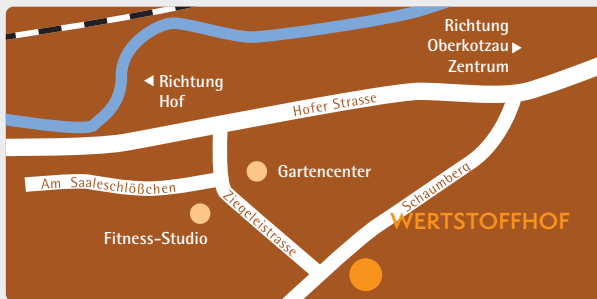 Richtung
Oberkotzau
Zentrum
Richtung
Hof
Hofer Strasse
Gartencenter
Am Saaleschlößchen
Schaumberg
Ziegeleistrasse
WERTSTOFFHOF
Fitness-Studio